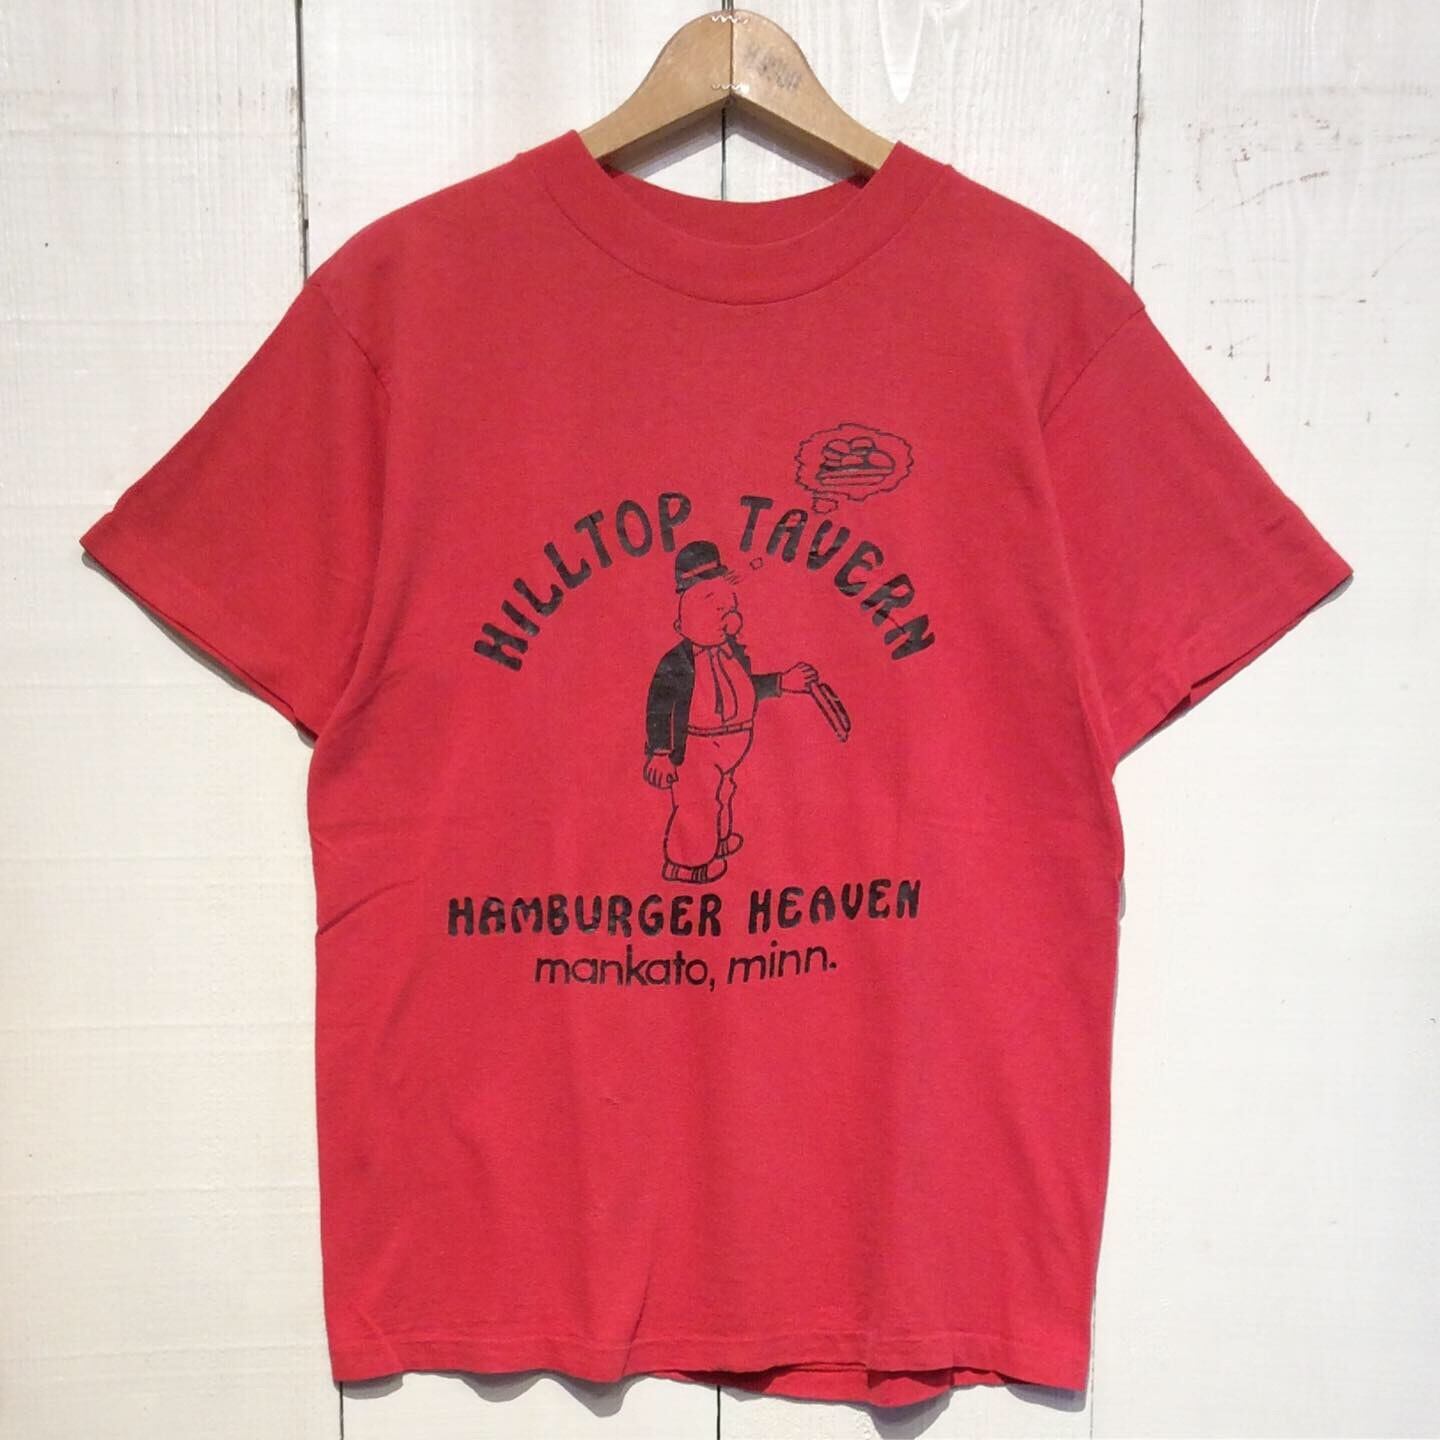 HILLTOP TAVERN
HAMBURGER HEAVEN
mankato, minn.